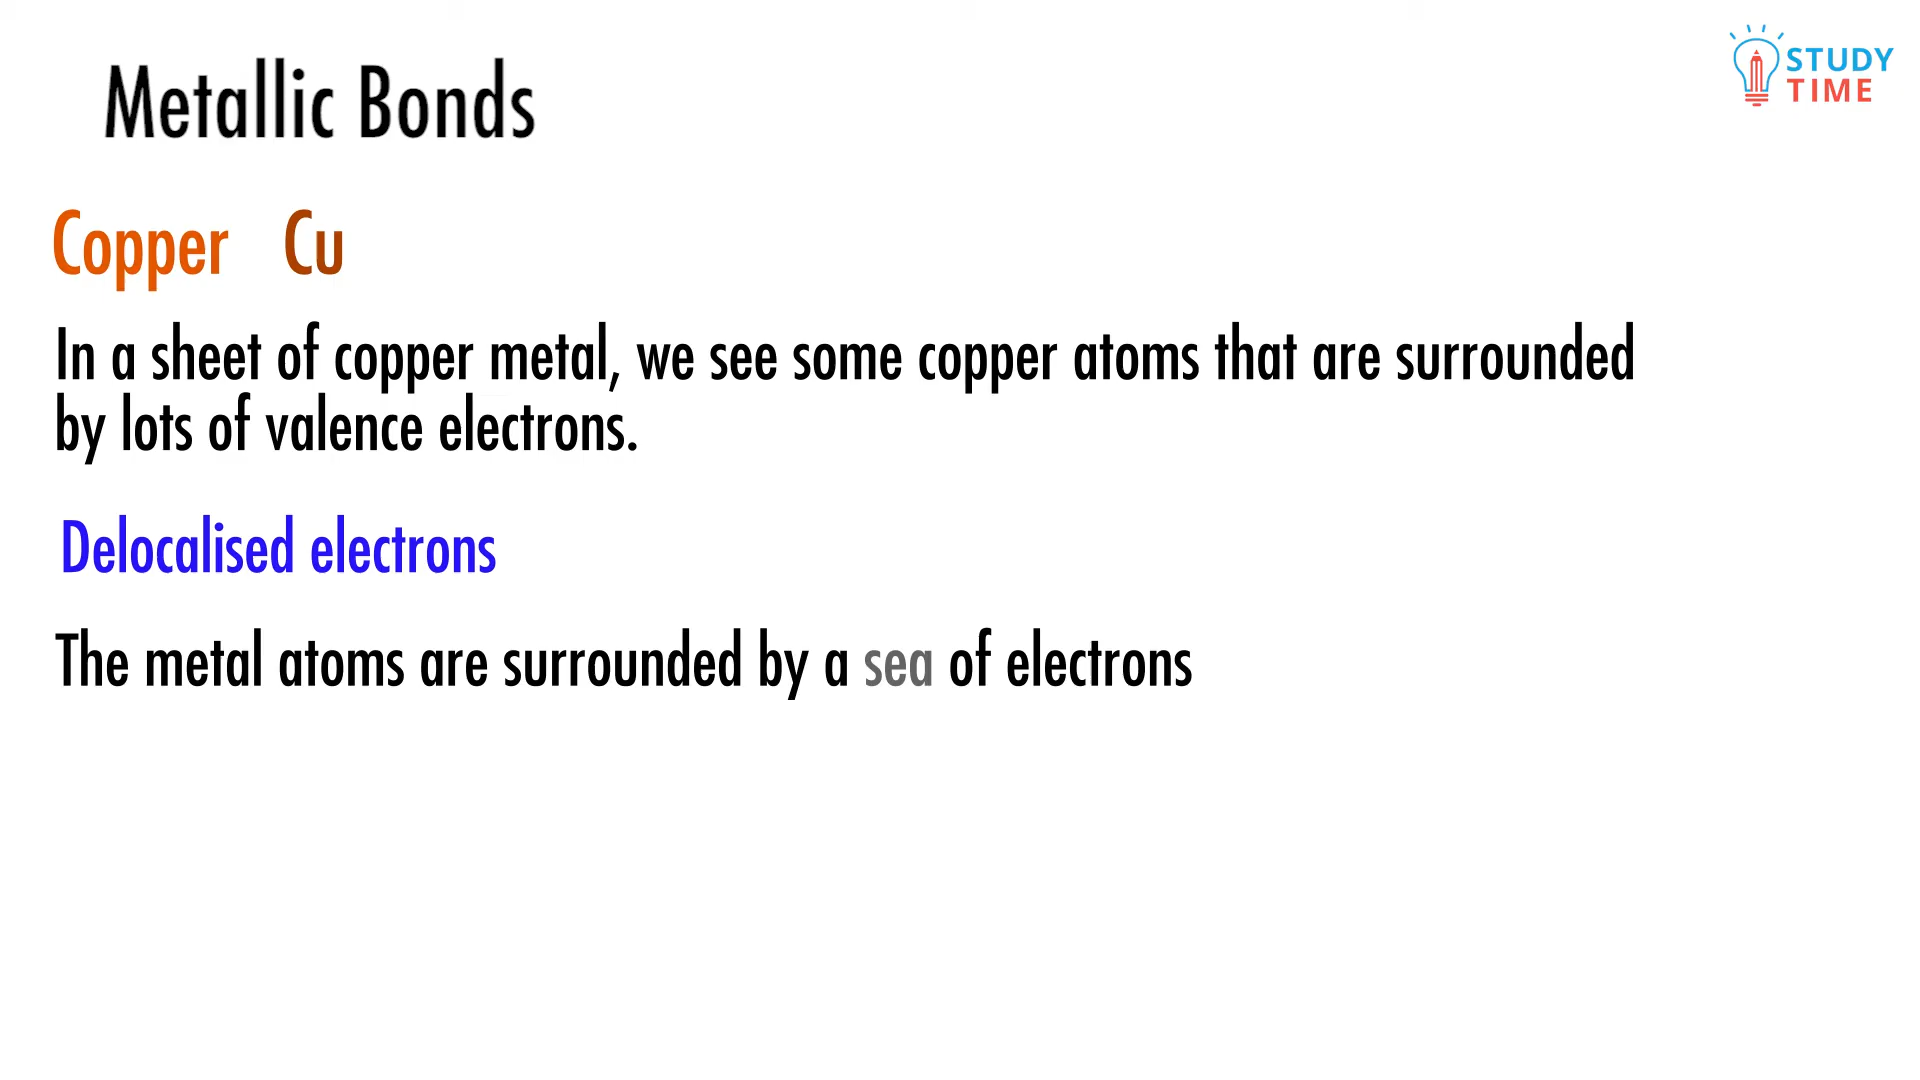 STUDY
TIME
Metallic Bonds
Copper Cu
In a sheet of copper metal, we see some copper atoms that are surrounded
by lots of valence electrons.
Delocalised electrons
The metal atoms are surrounded by a sea of electrons